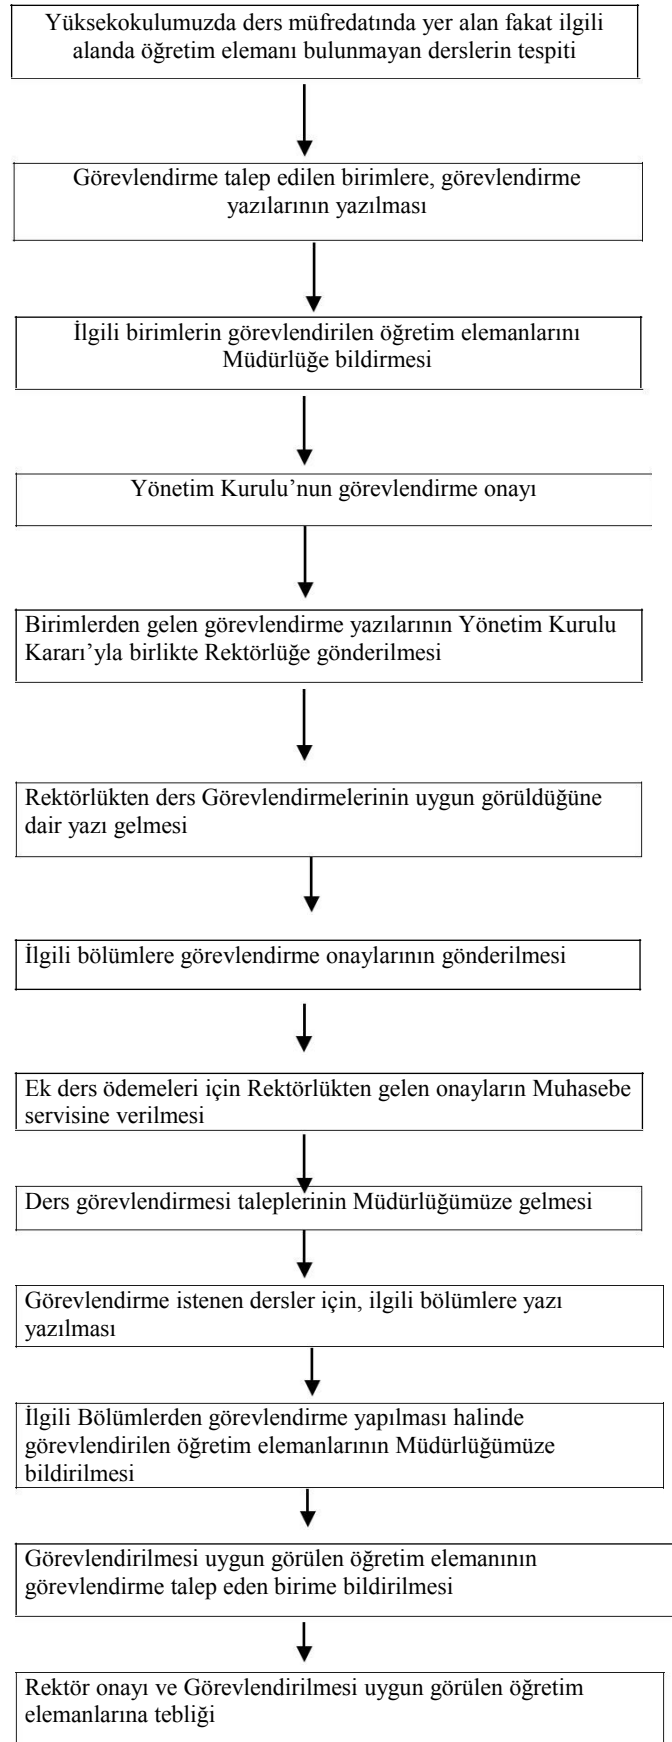 Yüksekokulumuzda ders müfredatında yer alan fakat ilgili
alanda öğretim elemanı bulunmayan derslerin tespiti
Görevlendirme talep edilen birimlere, görevlendirme
yazılarının yazılması
İlgili birimlerin görevlendirilen öğretim elemanlarını
Müdürlüğe bildirmesi
Yönetim Kurulu’nun görevlendirme onayı
Birimlerden gelen görevlendirme yazılarının Yönetim Kurulu
Kararı’yla birlikte Rektörlüğe gönderilmesi
Rektörlükten ders Görevlendirmelerinin uygun görüldüğüne
dair yazı gelmesi
İlgili bölümlere görevlendirme onaylarının gönderilmesi
Ek ders ödemeleri için Rektörlükten gelen onayların Muhasebe
servisine verilmesi
Ders görevlendirmesi taleplerinin Müdürlüğümüze gelmesi
Görevlendirme istenen dersler için, ilgili bölümlere yazı
yazılması
İlgili Bölümlerden görevlendirme yapılması halinde
görevlendirilen öğretim elemanlarının Müdürlüğümüze
bildirilmesi
Görevlendirilmesi uygun görülen öğretim elemanının
görevlendirme talep eden birime bildirilmesi
Rektör onayı ve Görevlendirilmesi uygun görülen öğretim
elemanlarına tebliği